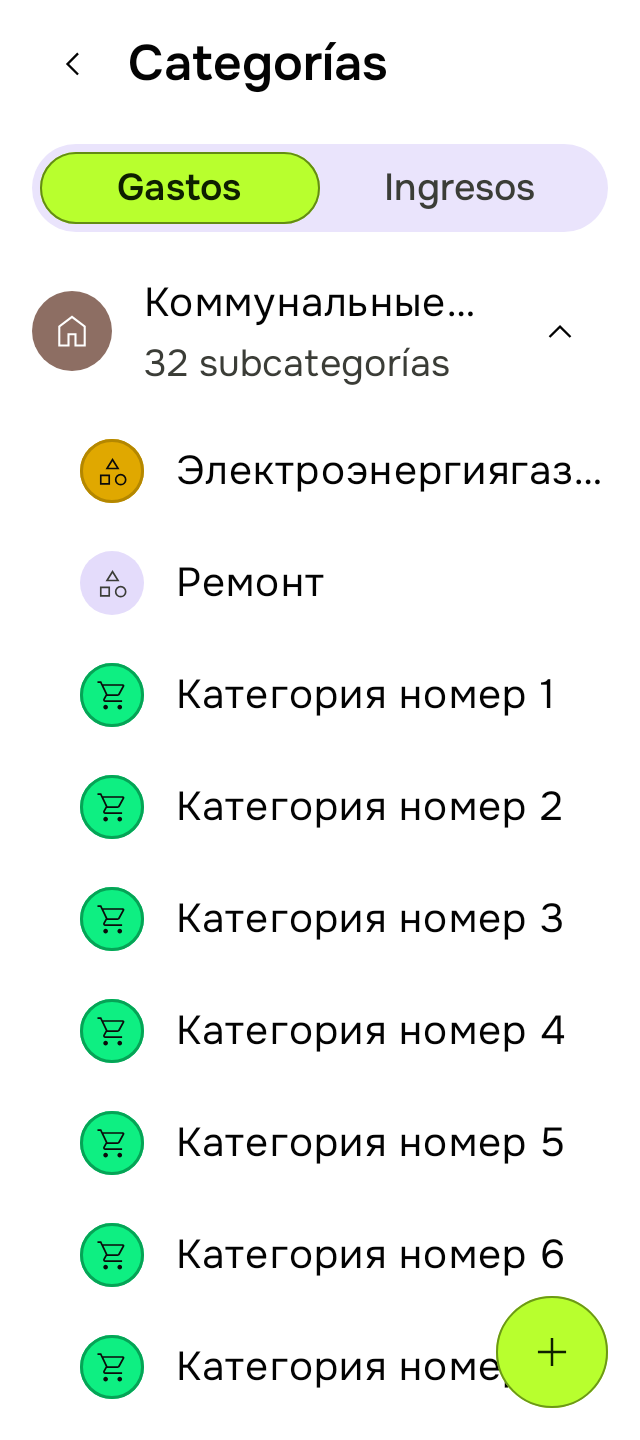 Categorías
Gastos
Ingresos
Коммунальные...
32 subcategorías
Электроэнергиягаз...
Ремонт
Категория номер 1
Категория номер 2
Категория номер 3
Категория номер 4
Категория номер 5
Категория номер 6
Категория номер